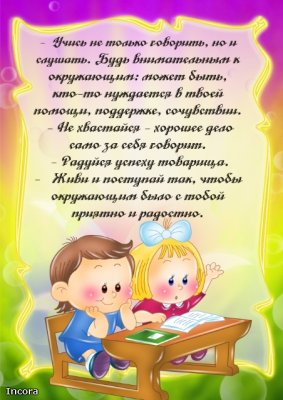 - Учись не только говорить, но и
слушать. Будь внимательным к
окружающим: может быть,
кто-то нуждается в твоей
помощи, поддержке, сочувствии.
- Не хвастайся - хорошее дело
само за себя говорит.
- Радуйся успеху товарища.
- Живи и поступай так, чтобы
окружающим было с тобой
приятно и радостно.
Incora